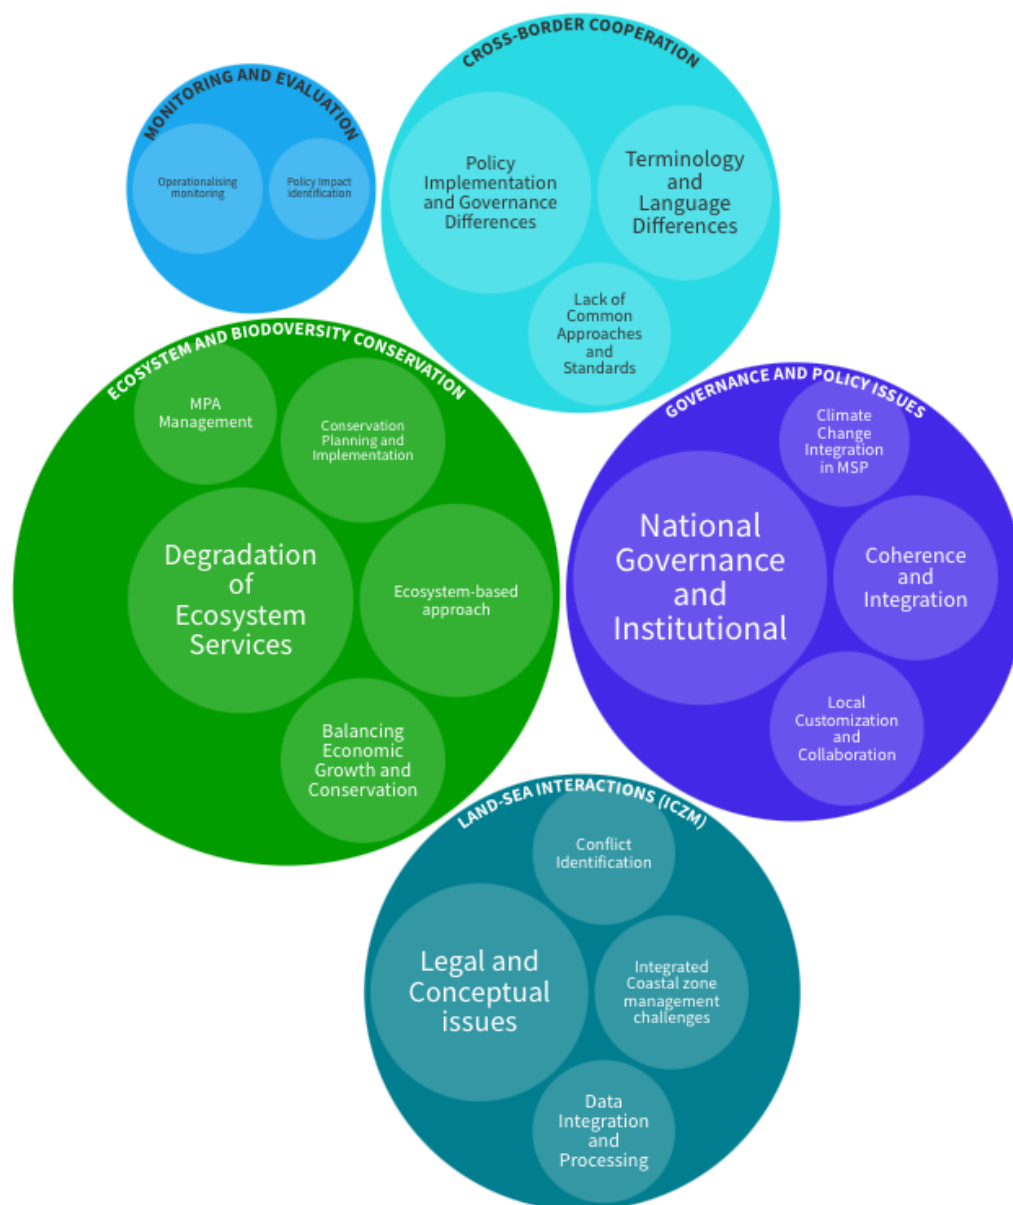 CROSS-BORDER COOPERATION
Policy
Implementation
and Governance
Differences
Terminology
and
Language
Differences
Lack of
Common
Approaches
and
Standards
MONITORING AND EVALUATION
Operationalising
monitoring
Policy Impact
identification
ECOSYSTEM AND BIODOVERSITY CONSERVATION
MPA
Management
Conservation
Planning and
Implementation
Degradation
of
Ecosystem
Services
Ecosystem-based
approach
Balancing
Economic
Growth and
Conservation
GOVERNANCE AND POLICY ISSUES
Climate
Change
Integration
in MSP
National
Governance
and
Institutional
Coherence
and
Integration
Local
Customization
and
Collaboration
LAND-SEA INTERACTIONS (ICZM)
Conflict
Identification
Legal and
Conceptual
issues
Integrated
Coastal zone
management
challenges
Data
Integration
and
Processing